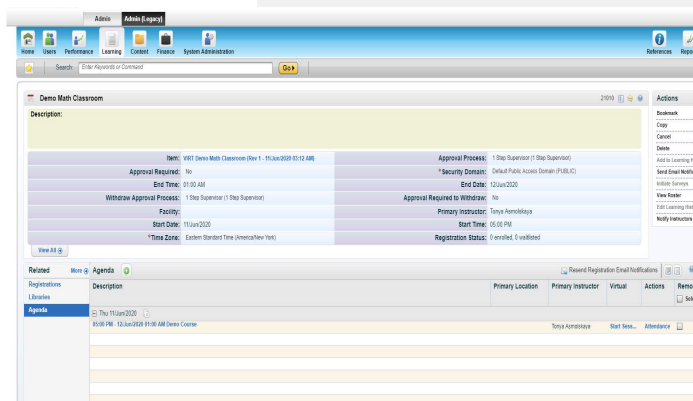 Admin Admin (Legacy)
Home Users Performance Learning Content Finance System Administration References
Search: Enter Keywords or Command Go
Demo Math Classroom 21019 Actions
Description: Bookmark
Copy
Cancel
Delete
Item: VIRT Demo Math Classroom (Rev 1 - 11/Jun/2020 03:12 AM) Approval Process: 1 Step Supervisor (1 Step Supervisor)
Approval Required: No *Security Domain: Default Public Access Domain (PUBLIC)
End Time: 01:00 AM End Date: 12/Jun/2020
Withdraw Approval Process: 1 Step Supervisor (1 Step Supervisor) Approval Required to Withdraw: No
Facility: Primary Instructor: Tonya Asmolskaya
Start Date: 11/Jun/2020 Start Time: 05:00 PM
*Time Zone: Eastern Standard Time (America/New York) Registration Status: 0 enrolled, 0 waitlisted
Add to Learning
Send Email
Initiate Surveys
View Roster
Edit Learning
Notify Instructors
View All
Related More Agenda Resend Registration Email Notifications
Registrations Description Primary Location Primary Instructor Virtual Actions
Libraries
Agenda Thu 11/Jun/2020
05:00 PM - 12/Jun/2020 01:00 AM Demo Course Tonya Asmolskaya Start Sess... Attendance